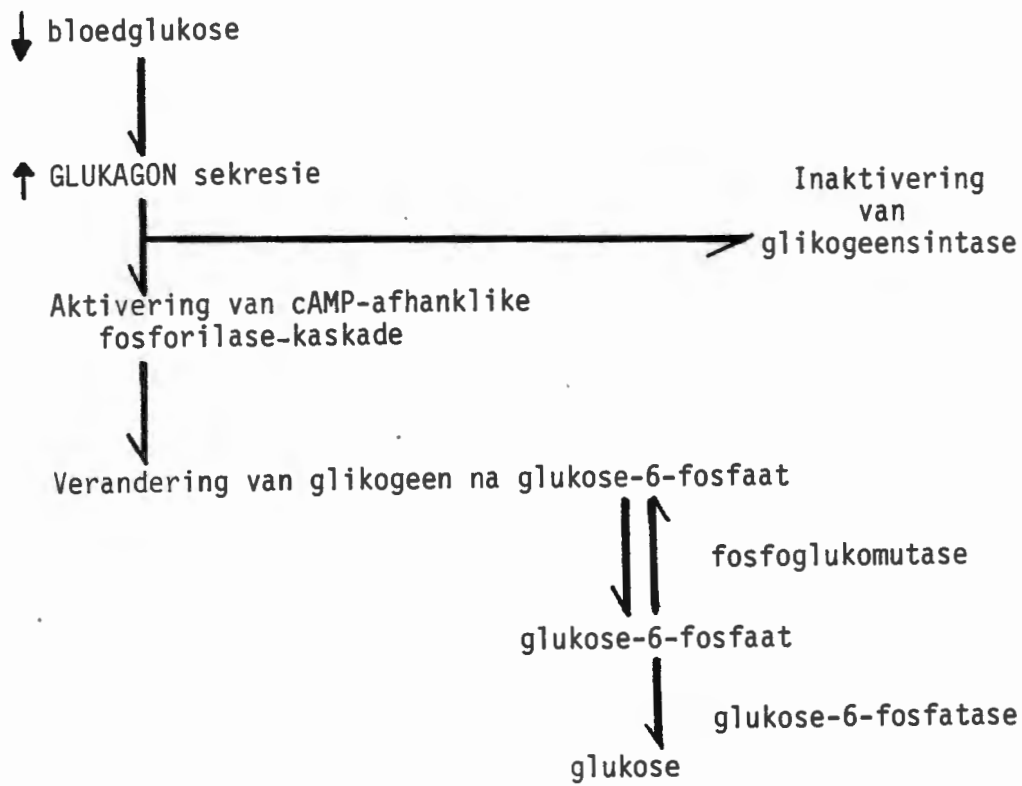 ↓ bloedglukose
↑ GLUKAGON sekresie
Inaktivering
van
glikogeensintase
Aktivering van cAMP-afhanklike
fosforilase-kaskade
Verandering van glikogeen na glukose-6-fosfaat
fosfoglukomutase
glukose-6-fosfaat
glukose-6-fosfatase
glukose